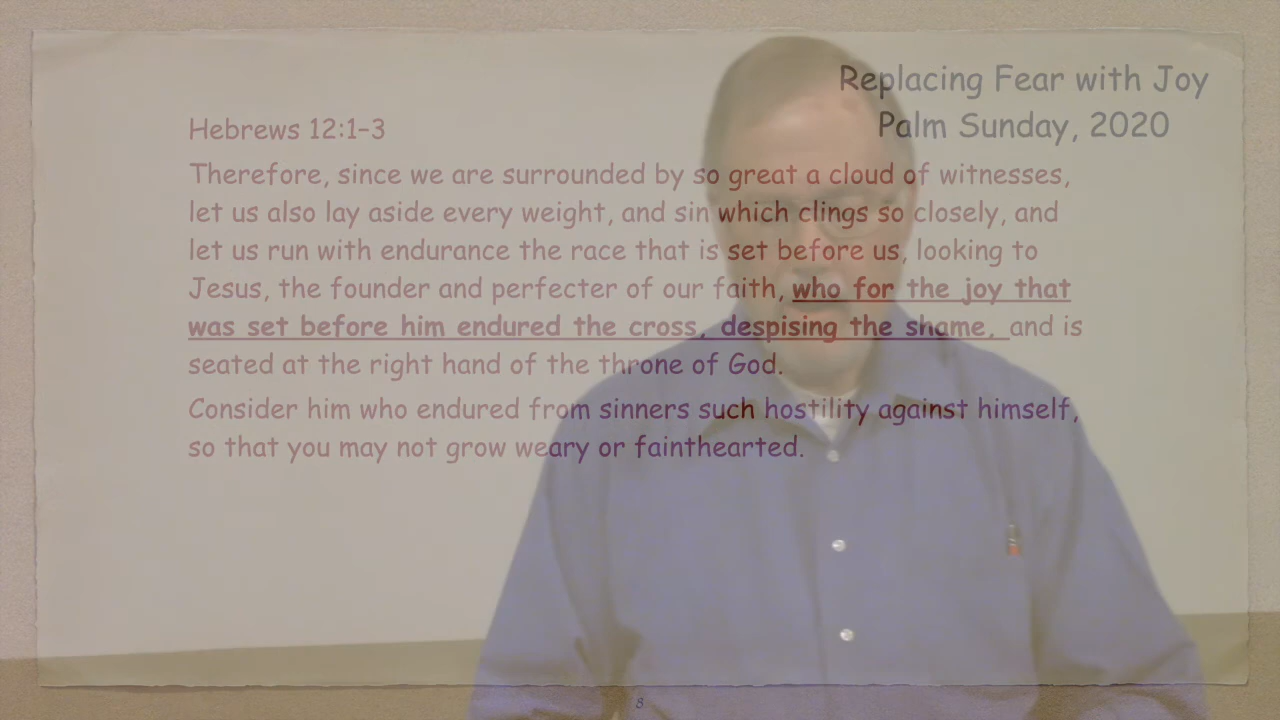 Replacing Fear with Joy
Palm Sunday, 2020
Hebrews 12:1–3
Therefore, since we are surrounded by so great a cloud of witnesses,
let us also lay aside every weight, and sin which clings so closely, and
let us run with endurance the race that is set before us, looking to
Jesus, the founder and perfecter of our faith, who for the joy that
was set before him endured the cross, despising the shame, and is
seated at the right hand of the throne of God.
Consider him who endured from sinners such hostility against himself,
so that you may not grow weary or fainthearted.
8